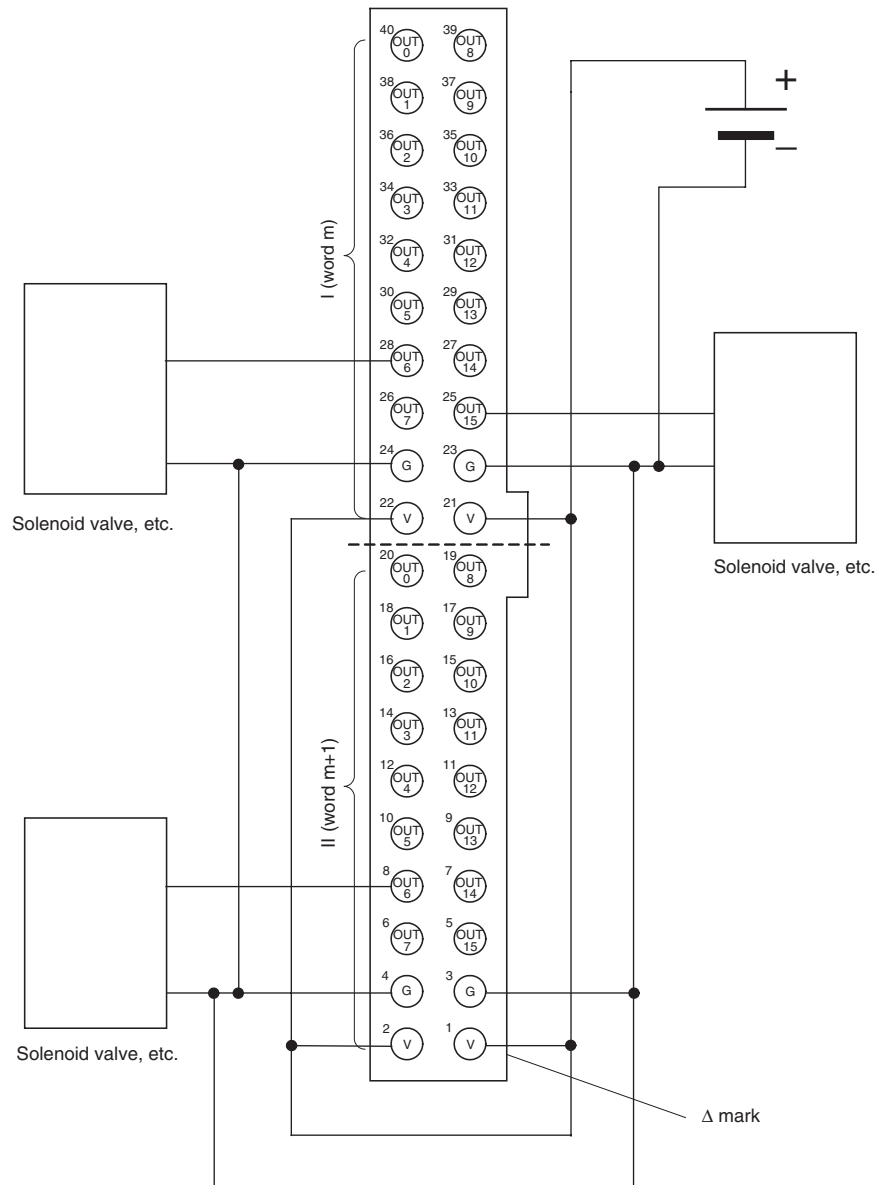 40 OUT 0 39 OUT 8
38 OUT 1 37 OUT 9
36 OUT 2 35 OUT 10
34 OUT 3 33 OUT 11
32 OUT 4 31 OUT 12
30 OUT 5 29 OUT 13
28 OUT 6 27 OUT 14
26 OUT 7 25 OUT 15
24 G 23 G
22 V 21 V
I (word m)
+
−
Solenoid valve, etc.
Solenoid valve, etc.
20 OUT 0 19 OUT 8
18 OUT 1 17 OUT 9
16 OUT 2 15 OUT 10
14 OUT 3 13 OUT 11
12 OUT 4 11 OUT 12
10 OUT 5 9 OUT 13
8 OUT 6 7 OUT 14
6 OUT 7 5 OUT 15
4 G 3 G
2 V 1 V
II (word m+1)
Solenoid valve, etc.
Δ mark